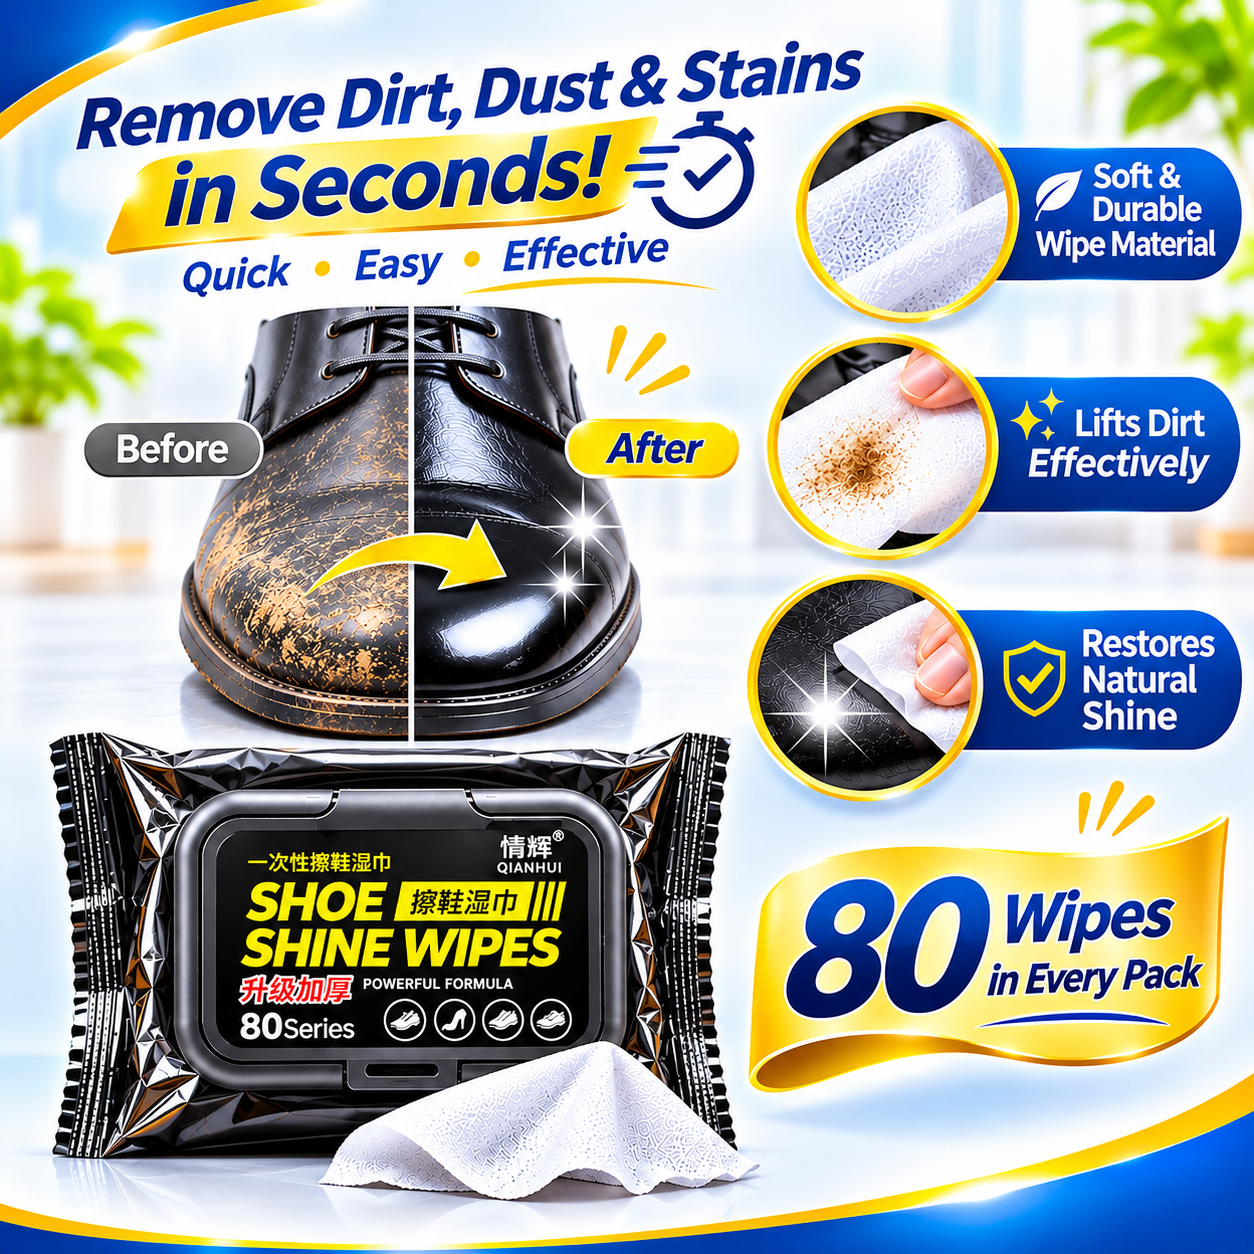 Remove Dirt, Dust & Stains
in Seconds!
Quick • Easy • Effective
Before
After
Soft &
Durable
Wipe Material
Lifts Dirt
Effectively
Restores
Natural
Shine
一次性擦鞋湿巾
情辉®
QIANHUI
SHOE 擦鞋湿巾
SHINE WIPES
升级加厚 POWERFUL FORMULA
80Series
80 Wipes
in Every Pack